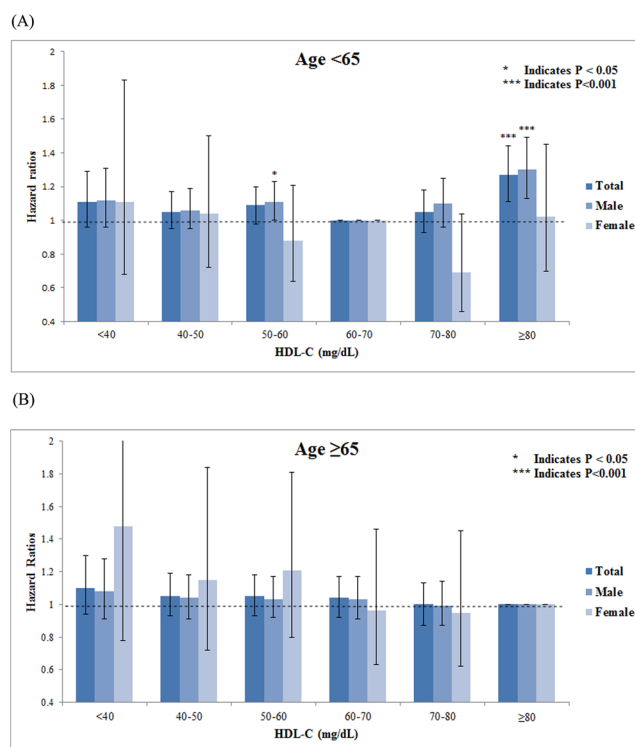 (A)
Age <65
* Indicates P < 0.05
*** Indicates P<0.001
2
1.8
1.6
1.4
1.2
1
0.8
0.6
0.4
Hazard ratios
***
***
*
Total
Male
Female
<40
40-50
50-60
60-70
70-80
≥80
HDL-C (mg/dL)
(B)
Age ≥65
* Indicates P < 0.05
*** Indicates P<0.001
2
1.8
1.6
1.4
1.2
1
0.8
0.6
0.4
Hazard Ratios
Total
Male
Female
<40
40-50
50-60
60-70
70-80
≥80
HDL-C (mg/dL)